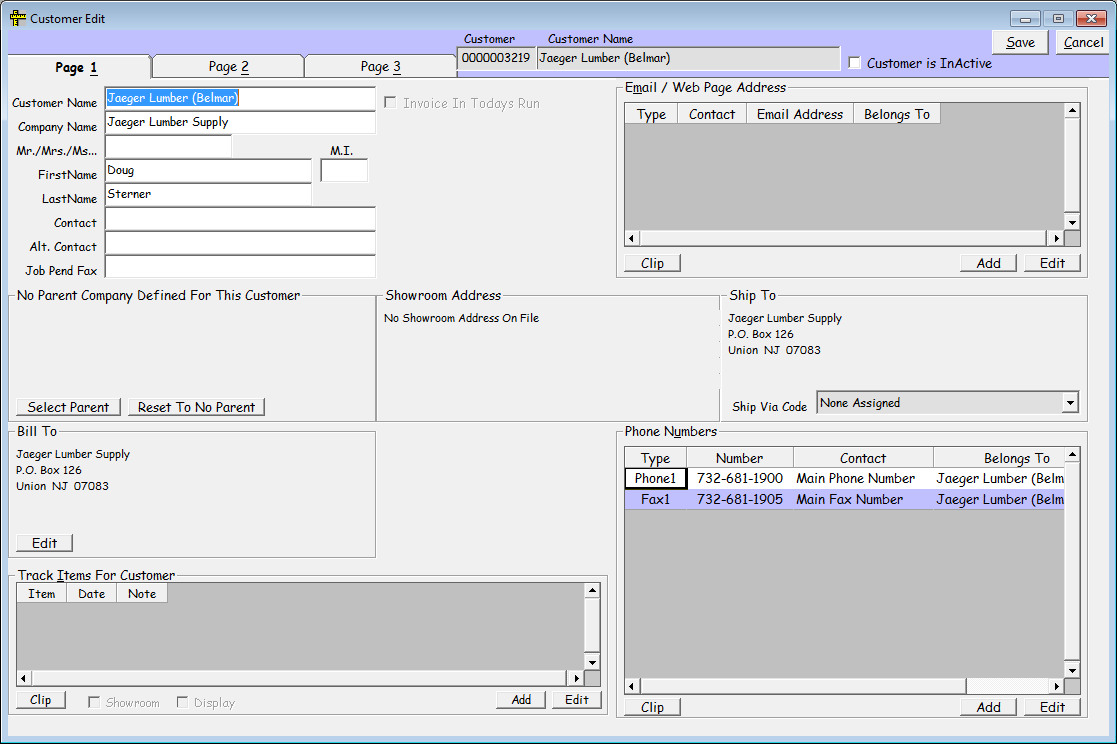 Customer Edit
Customer Customer Name
0000003219 Jaeger Lumber (Belmar)
Customer is InActive
Save Cancel
Page 1 Page 2 Page 3
Customer Name Jaeger Lumber (Belmar)
Invoice In Todays Run
Company Name Jaeger Lumber Supply
Mr./Mrs./Ms...
M.I.
FirstName Doug
LastName Sterner
Contact
Alt. Contact
Job Pend Fax
Email / Web Page Address
Type Contact Email Address Belongs To
Clip Add Edit
No Parent Company Defined For This Customer
Select Parent Reset To No Parent
Showroom Address
No Showroom Address On File
Ship To
Jaeger Lumber Supply
P.O. Box 126
Union NJ 07083
Ship Via Code None Assigned
Bill To
Jaeger Lumber Supply
P.O. Box 126
Union NJ 07083
Edit
Phone Numbers
Type Number Contact Belongs To
Phone1 732-681-1900 Main Phone Number Jaeger Lumber (Belm
Fax1 732-681-1905 Main Fax Number Jaeger Lumber (Belm
Clip Add Edit
Track Items For Customer
Item Date Note
Clip Showroom Display Add Edit